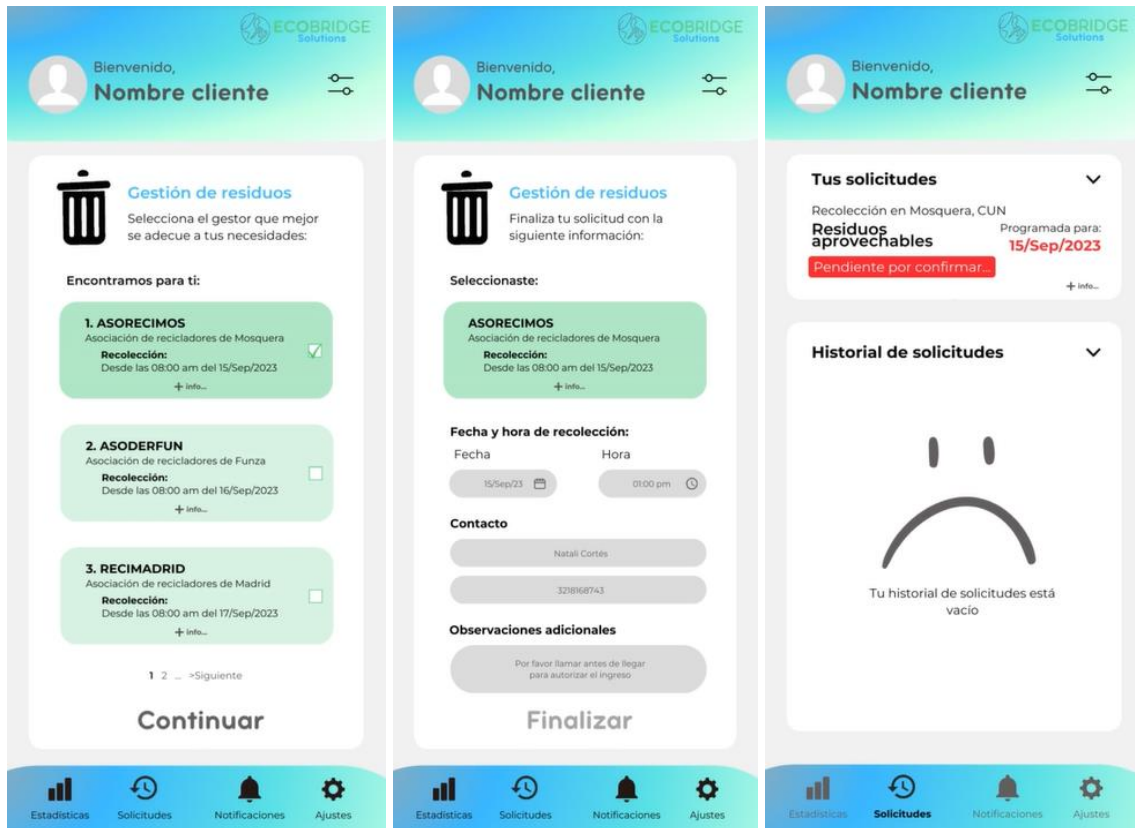 ECOBRIDGE
Solutions
Bienvenido,
Nombre cliente
Gestión de residuos
Selecciona el gestor que mejor
se adecue a tus necesidades:
Encontramos para ti:
1. ASORECIMOS
Asociación de recicladores de Mosquera
Recolección:
Desde las 08:00 am del 15/Sep/2023
+ info...
2. ASODERFUN
Asociación de recicladores de Funza
Recolección:
Desde las 08:00 am del 16/Sep/2023
+ info...
3. RECIMADRID
Asociación de recicladores de Madrid
Recolección:
Desde las 08:00 am del 17/Sep/2023
+ info...
1 2 ... >Siguiente
Continuar
Estadísticas Solicitudes Notificaciones Ajustes
ECOBRIDGE
Solutions
Bienvenido,
Nombre cliente
Gestión de residuos
Finaliza tu solicitud con la
siguiente información:
Seleccionaste:
ASORECIMOS
Asociación de recicladores de Mosquera
Recolección:
Desde las 08:00 am del 15/Sep/2023
+ info...
Fecha y hora de recolección:
Fecha Hora
15/Sep/23 01:00 pm
Contacto
Natali Cortés
3218168743
Observaciones adicionales
Por favor llamar antes de llegar
para autorizar el ingreso
Finalizar
Estadísticas Solicitudes Notificaciones Ajustes
ECOBRIDGE
Solutions
Bienvenido,
Nombre cliente
Tus solicitudes
Recolección en Mosquera, CUN
Residuos
aprovechables
Programada para:
15/Sep/2023
Pendiente por confirmar...
+ info...
Historial de solicitudes
Tu historial de solicitudes está
vacío
Estadísticas Solicitudes Notificaciones Ajustes